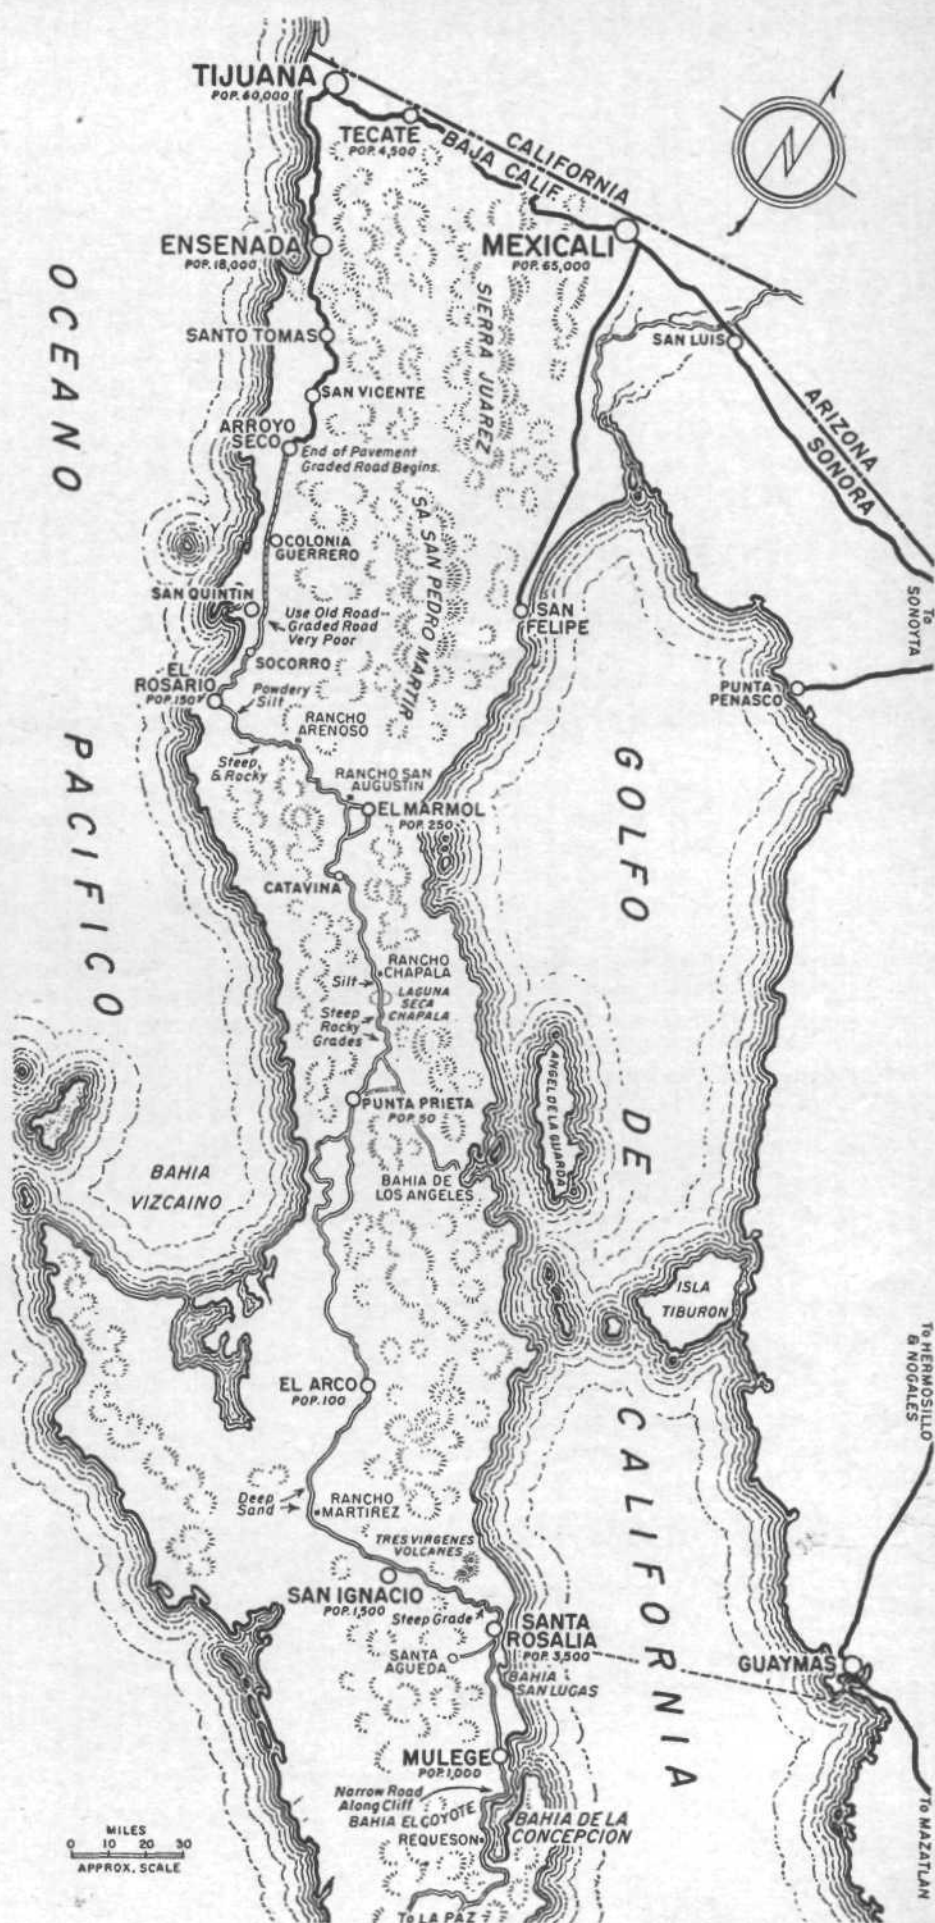 TIJUANA
POP. 60,000
TECATE
POP. 4,500
CALIFORNIA
BAJA CALIF.
ENSENADA
POP. 18,000
MEXICALI
POP. 65,000
SIERRA JUAREZ
SANTO TOMAS
SAN LUIS
SAN VICENTE
ARROYO
SECO
End of Pavement
Graded Road Begins.
ARIZONA
SONORA
OCEANO
PACIFICO
COLONIA
GUERRERO
SA. SAN PEDRO MARTIR
SAN QUINTIN
Use Old Road--
Graded Road
Very Poor
SAN
FELIPE
To
SONOYTA
SOCORRO
EL
ROSARIO
POP. 150
Powdery
Silt
PUNTA
PENASCO
RANCHO
ARENOSO
Steep,
& Rocky
RANCHO SAN
AUGUSTIN
EL MARMOL
POP. 250
GOLFO
DE
CALIFORNIA
CATAVINA
RANCHO
CHAPALA
Silt
LAGUNA
SECA
CHAPALA
Steep
Rocky
Grades
ANGEL DE LA GUARDA
PUNTA PRIETA
POP. 50
BAHIA
VIZCAINO
BAHIA DE
LOS ANGELES
ISLA
TIBURON
To HERMOSILLO
& NOGALES
EL ARCO
POP. 100
Deep
Sand
RANCHO
MARTIREZ
TRES VIRGENES
VOLCANES
SAN IGNACIO
POP. 1,500
Steep Grade
SANTA
ROSALIA
POP. 3,500
SANTA
AGUEDA
BAHIA
SAN LUGAS
GUAYMAS
MULEGE
POP. 1,000
Narrow Road
Along Cliff
BAHIA EL COYOTE
BAHIA DE LA
CONCEPCION
REQUESON
To MAZATLAN
MILES
0 10 20 30
APPROX. SCALE
To LA PAZ